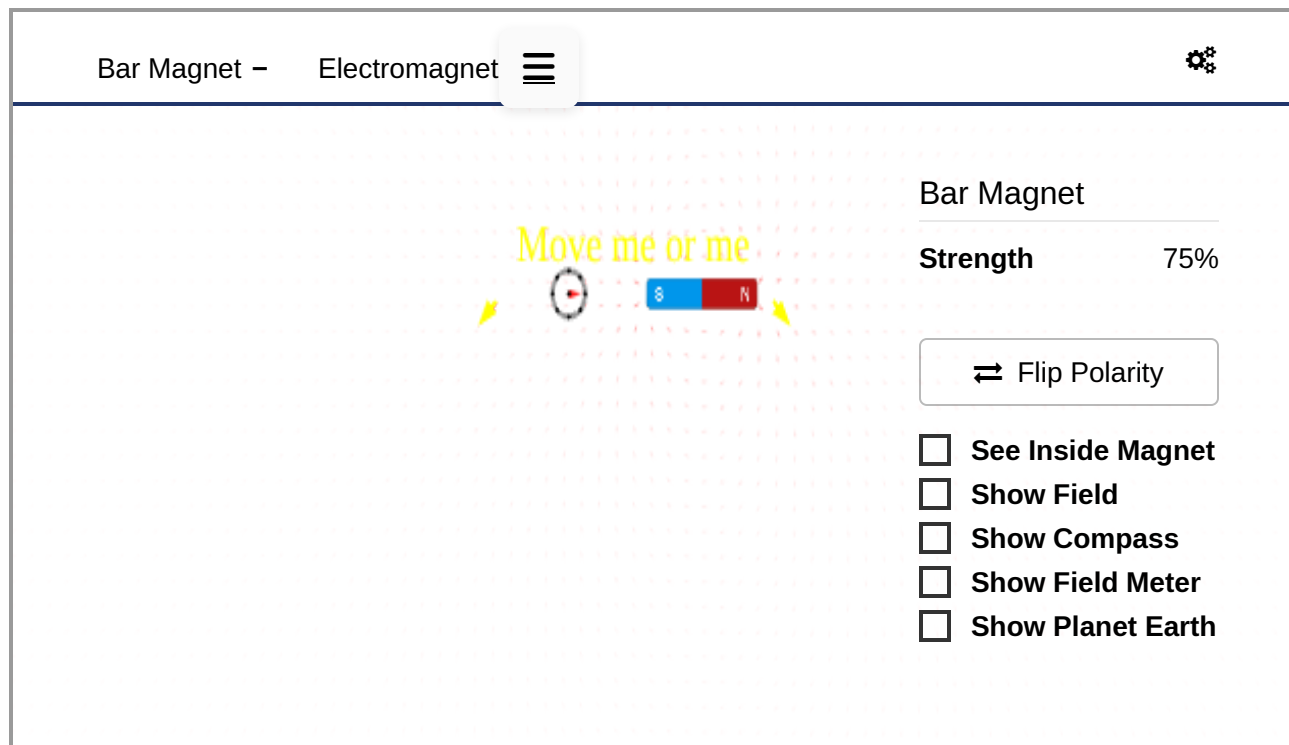 Bar Magnet –
Electromagnet
Bar Magnet
Move me or me
Strength 75%
S N
Flip Polarity
See Inside Magnet
Show Field
Show Compass
Show Field Meter
Show Planet Earth